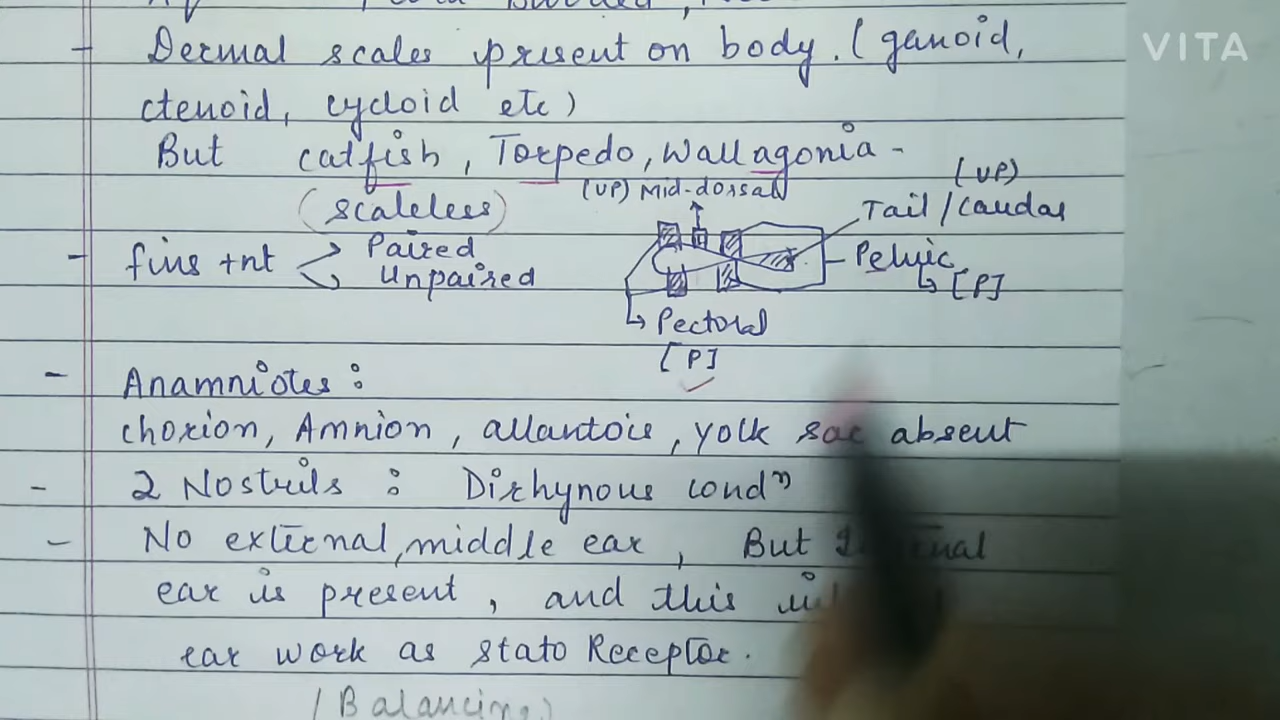 Dermal scales present on body. (ganoid,
VITA
ctenoid, cycloid etc)
But catfish, Torpedo, Wallagonia -
(UP) Mid-dorsal
(UP)
(scaleless)
Tail/Caudal
- fins +nt Paired
Unpaired
Pelvic
[P]
Pectoral
[P]
- Anamniotes :
chorion, Amnion, allantois, yolk sac absent
- 2 Nostrils : Dirhynous condn
- No external, middle ear, But
ear is present, and this
ear work as stato Receptor.
(Balancing)